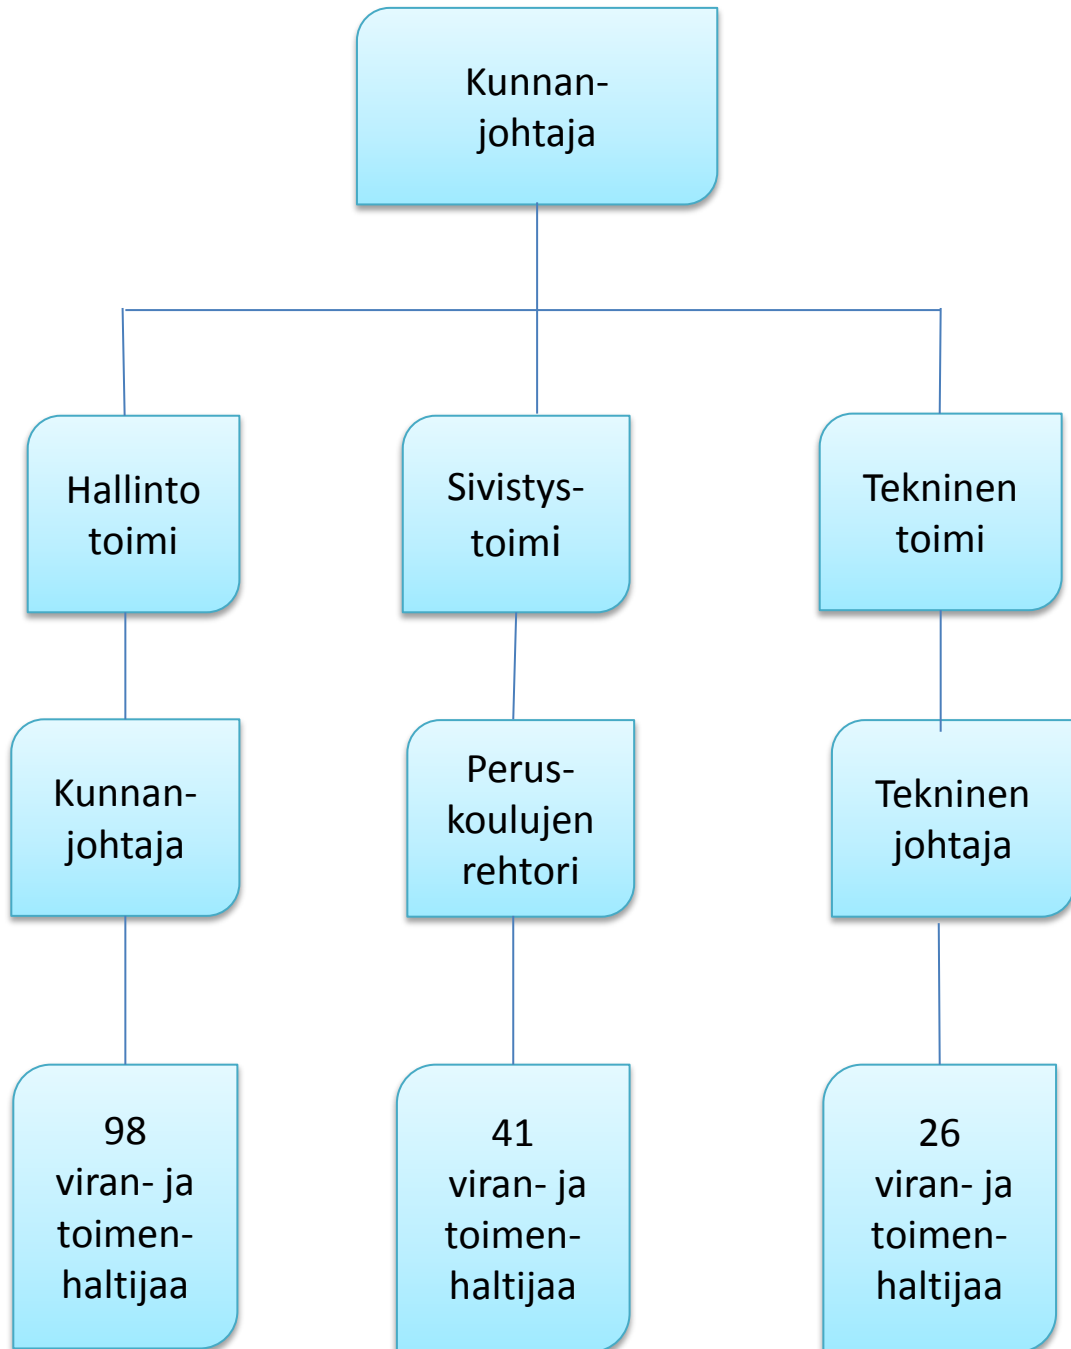 Kunnan-
johtaja
Hallinto
toimi
Sivistys-
toimi
Tekninen
toimi
Kunnan-
johtaja
Perus-
koulujen
rehtori
Tekninen
johtaja
98
viran- ja
toimen-
haltijaa
41
viran- ja
toimen-
haltijaa
26
viran- ja
toimen-
haltijaa